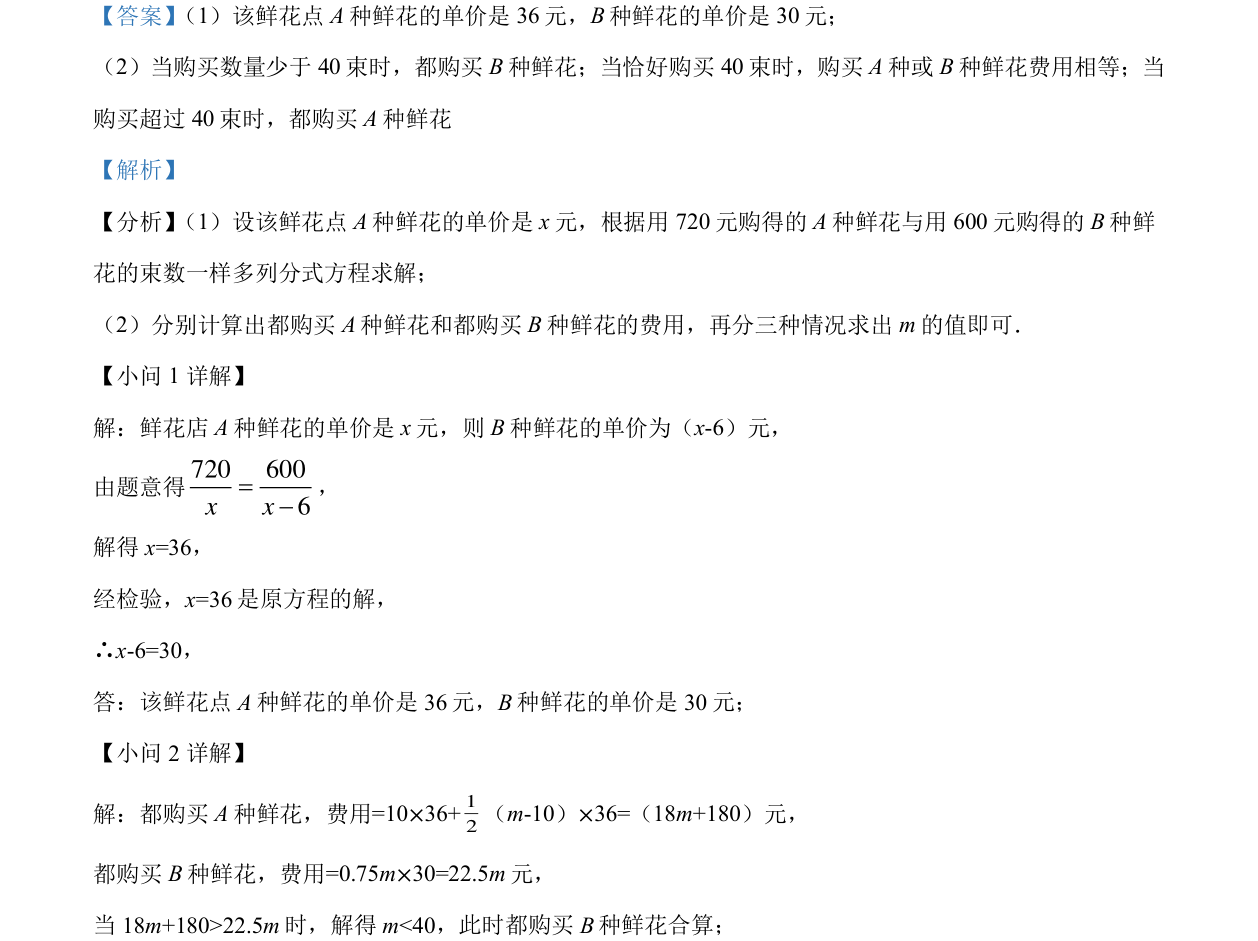 【答案】（1）该鲜花点 A 种鲜花的单价是 36 元，B 种鲜花的单价是 30 元；
（2）当购买数量少于 40 束时，都购买 B 种鲜花；当恰好购买 40 束时，购买 A 种或 B 种鲜花费用相等；当
购买超过 40 束时，都购买 A 种鲜花
【解析】
【分析】（1）设该鲜花点 A 种鲜花的单价是 x 元，根据用 720 元购得的 A 种鲜花与用 600 元购得的 B 种鲜
花的束数一样多列分式方程求解；
（2）分别计算出都购买 A 种鲜花和都购买 B 种鲜花的费用，再分三种情况求出 m 的值即可．
【小问 1 详解】
解：鲜花店 A 种鲜花的单价是 x 元，则 B 种鲜花的单价为（x-6）元，
由题意得 720/x = 600/(x−6)，
解得 x=36，
经检验，x=36 是原方程的解，
∴x-6=30，
答：该鲜花点 A 种鲜花的单价是 36 元，B 种鲜花的单价是 30 元；
【小问 2 详解】
解：都购买 A 种鲜花，费用=10×36+1/2（m-10）×36=（18m+180）元，
都购买 B 种鲜花，费用=0.75m×30=22.5m 元，
当 18m+180>22.5m 时，解得 m<40，此时都购买 B 种鲜花合算；